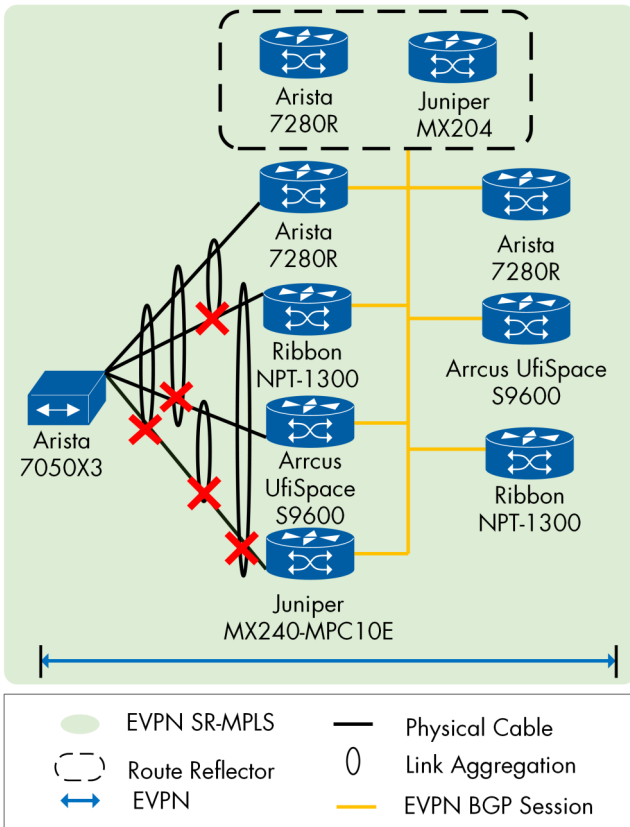 Arista
7280R
Juniper
MX204
Arista
7280R
Arista
7280R
Ribbon
NPT-1300
Arrcus UfiSpace
S9600
Arista
7050X3
Arrcus
UfiSpace
S9600
Ribbon
NPT-1300
Juniper
MX240-MPC10E
EVPN SR-MPLS
Physical Cable
Route Reflector
Link Aggregation
EVPN
EVPN BGP Session